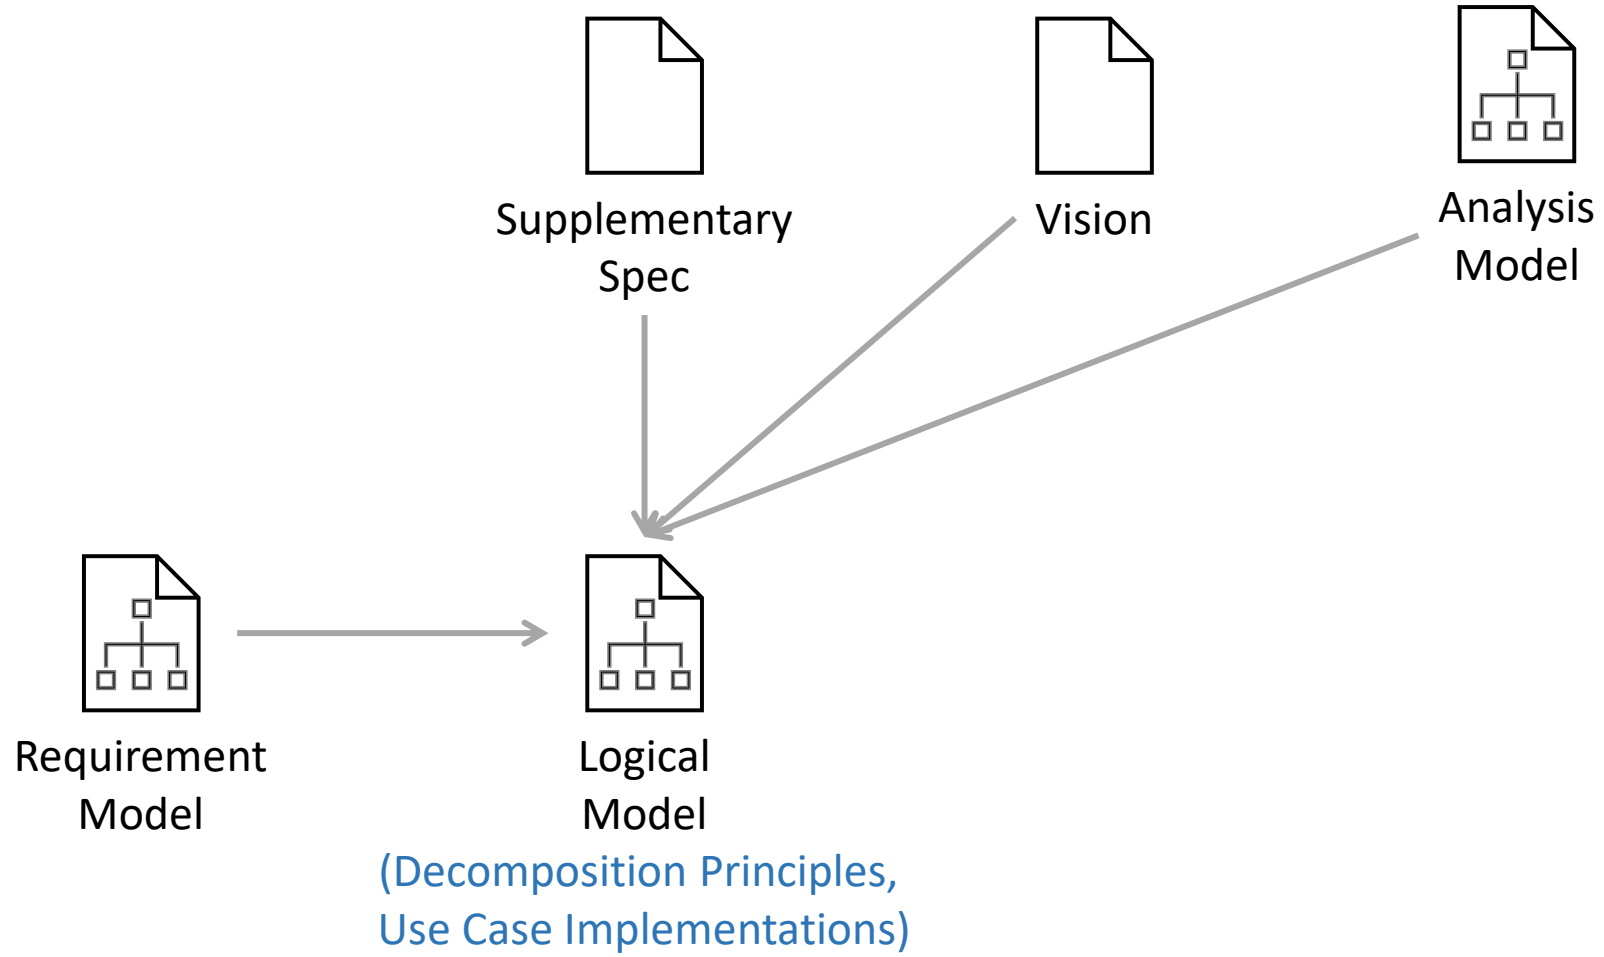 Supplementary
Spec
Vision
Analysis
Model
Requirement
Model
Logical
Model
(Decomposition Principles,
Use Case Implementations)